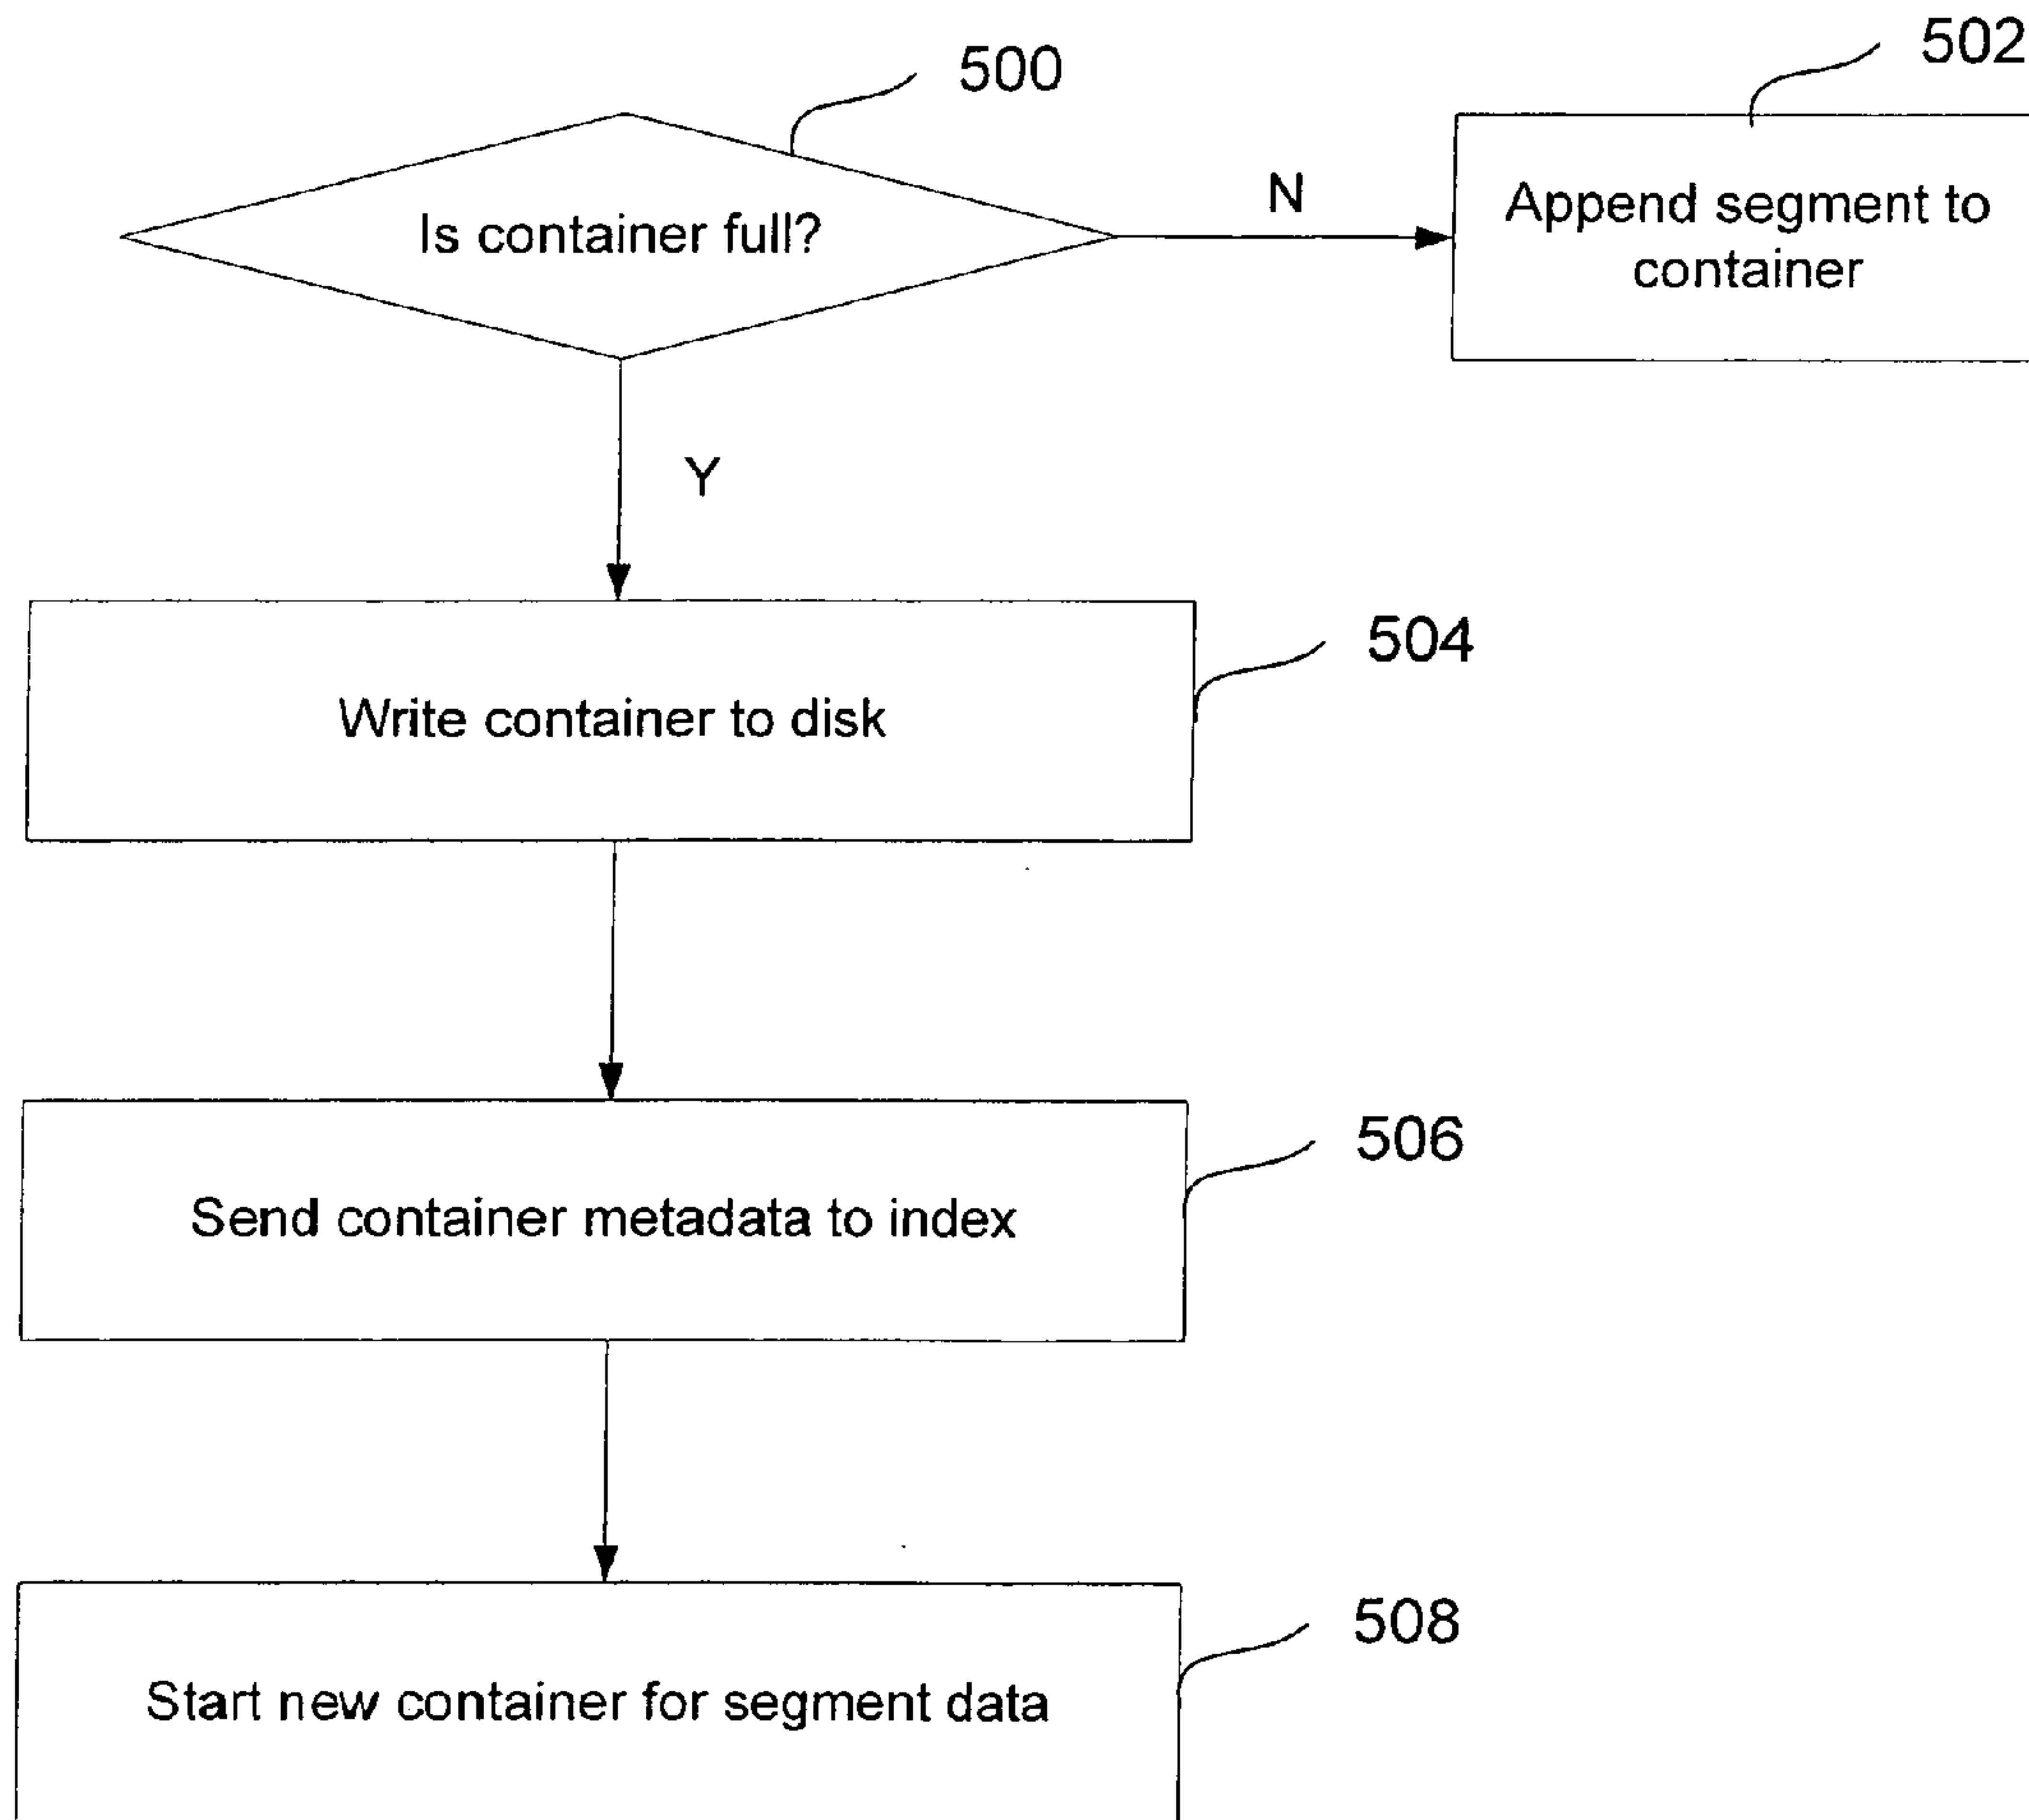 500
502
Is container full?
N
Append segment to
container
Y
504
Write container to disk
506
Send container metadata to index
508
Start new container for segment data